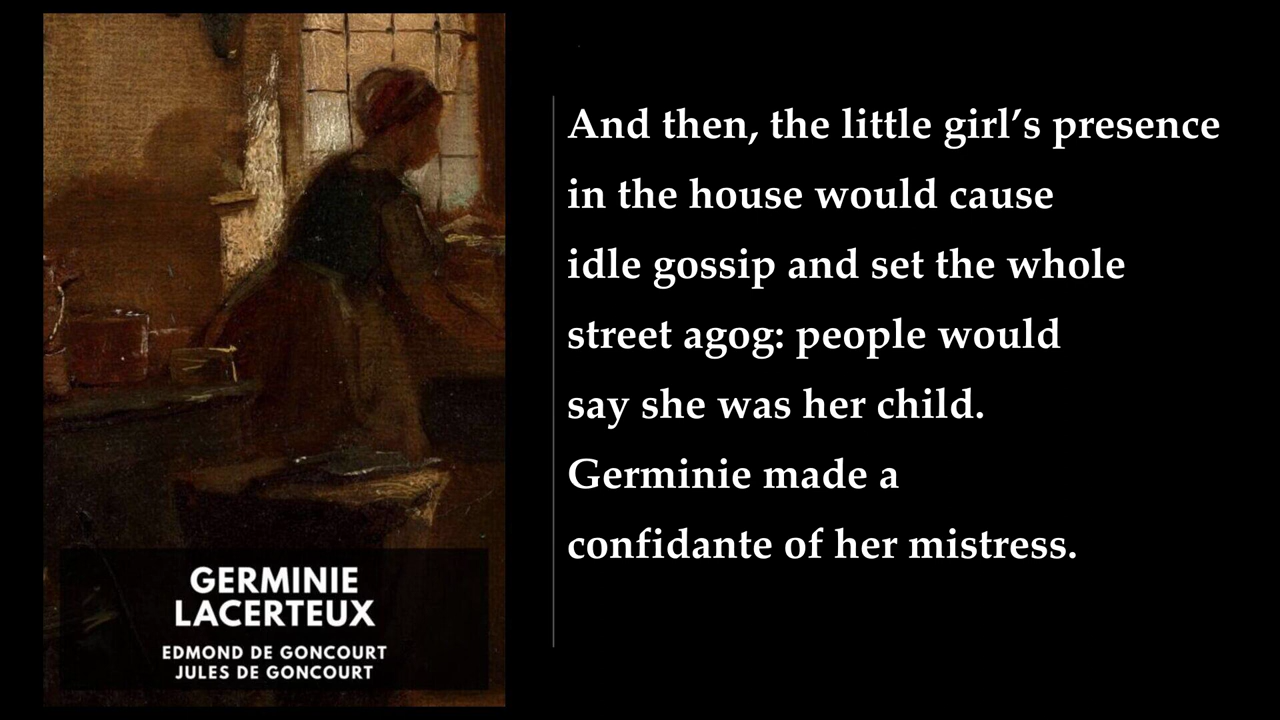 And then, the little girl’s presence
in the house would cause
idle gossip and set the whole
street agog: people would
say she was her child.
Germinie made a
confidante of her mistress.
GERMINIE
LACERTEUX
EDMOND DE GONCOURT
JULES DE GONCOURT